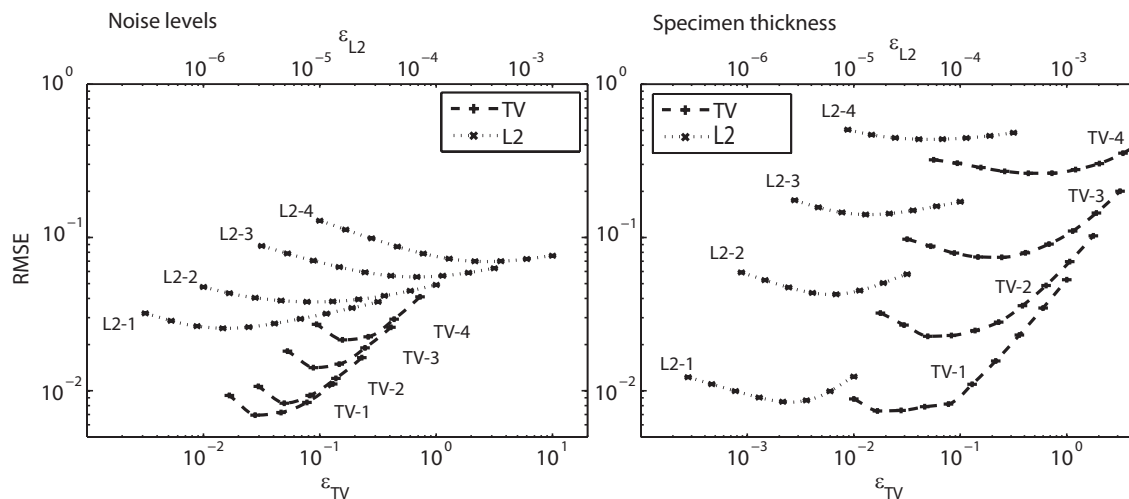 Noise levels
ε_L2
10^−6 10^−5 10^−4 10^−3
10^0
10^−1
10^−2
RMSE
TV
L2
L2-4
L2-3
L2-2
L2-1
TV-4
TV-3
TV-2
TV-1
10^−2 10^−1 10^0 10^1
ε_TV
Specimen thickness
ε_L2
10^−6 10^−5 10^−4 10^−3
10^0
10^−1
10^−2
TV
L2
L2-4
TV-4
L2-3
TV-3
L2-2
TV-2
L2-1
TV-1
10^−3 10^−2 10^−1 10^0
ε_TV